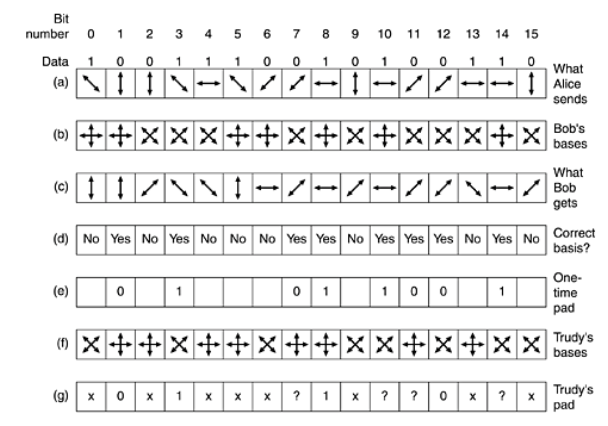 Bit
number 0 1 2 3 4 5 6 7 8 9 10 11 12 13 14 15
Data 1 0 0 1 1 1 0 0 1 0 1 0 0 1 1 0
(a) What Alice sends
(b) Bob's bases
(c) What Bob gets
(d) No Yes No Yes No No No Yes Yes No Yes Yes Yes No Yes No Correct basis?
(e) 0 1 0 1 1 0 0 1 One-time pad
(f) Trudy's bases
(g) x 0 x 1 x x x ? 1 x ? ? 0 x ? x Trudy's pad